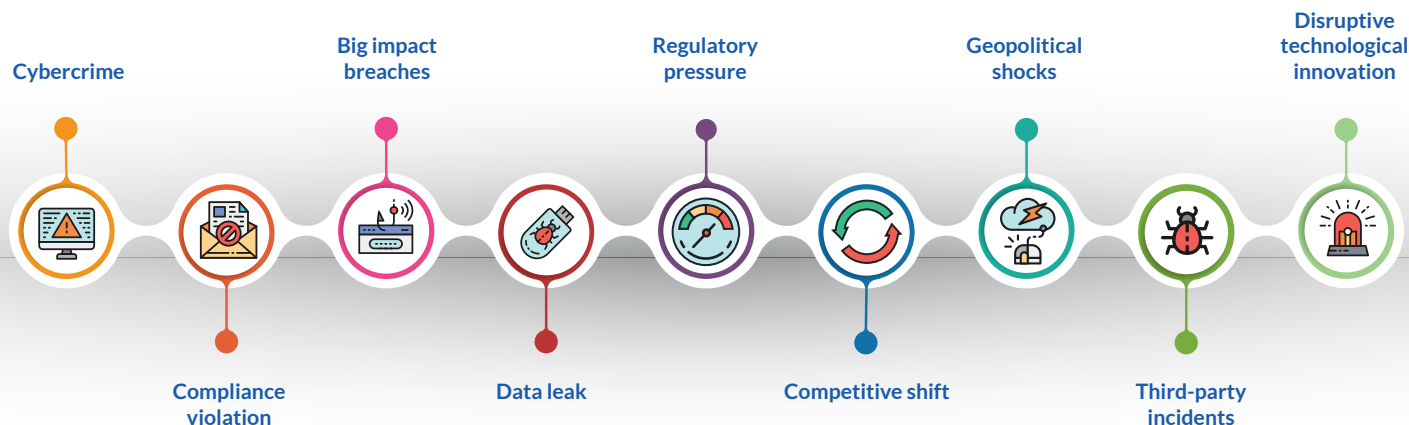 Cybercrime
Compliance
violation
Big impact
breaches
Data leak
Regulatory
pressure
Competitive shift
Geopolitical
shocks
Third-party
incidents
Disruptive
technological
innovation